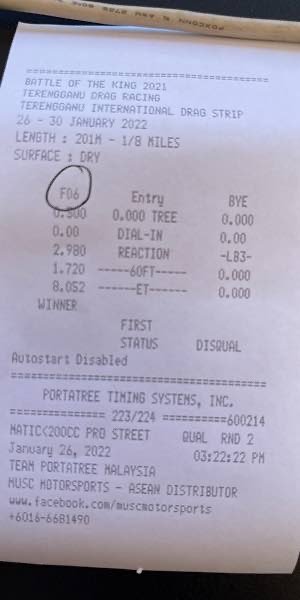 BATTLE OF THE KING 2021
TERENGGANU DRAG RACING
TERENGGANU INTERNATIONAL DRAG STRIP
26 - 30 JANUARY 2022
LENGTH : 201M - 1/8 MILES
SURFACE : DRY
F06 Entry BYE
0.500 0.000 TREE 0.000
0.00 DIAL-IN 0.00
2.980 REACTION -LB3-
1.720 -----60FT------ 0.000
8.052 ------ET------- 0.000
WINNER
FIRST
STATUS DISQUAL
Autostart Disabled
PORTATREE TIMING SYSTEMS, INC.
=============== 223/224 ==========600214
MATIC<200CC PRO STREET QUAL RND 2
January 26, 2022 03:22:22 PM
TEAM PORTATREE MALAYSIA
MUSC MOTORSPORTS - ASEAN DISTRIBUTOR
www.facebook.com/muscmotorsports
+6016-6681490